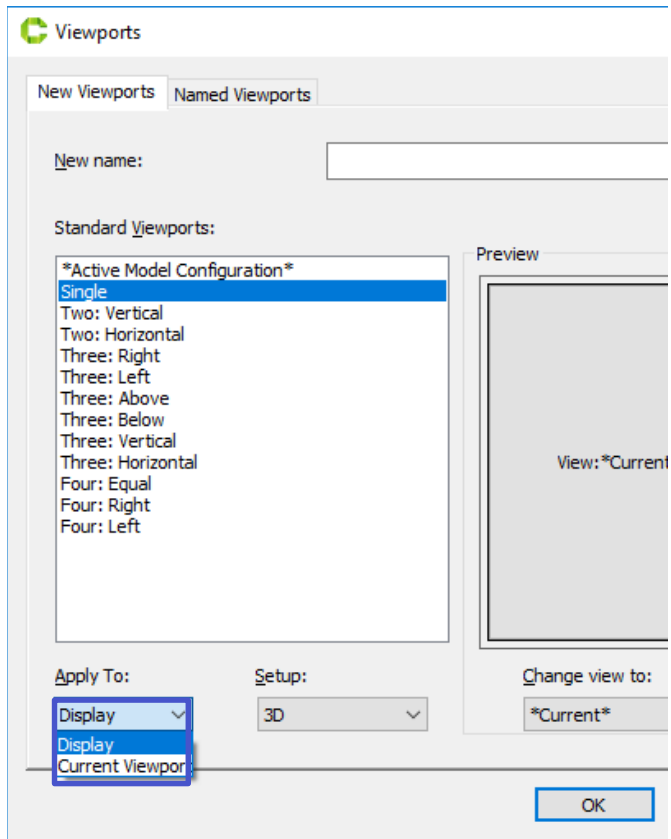 Viewports
New Viewports Named Viewports
New name:
Standard Viewports:
*Active Model Configuration*
Single
Two: Vertical
Two: Horizontal
Three: Right
Three: Left
Three: Above
Three: Below
Three: Vertical
Three: Horizontal
Four: Equal
Four: Right
Four: Left
Preview
View:*Current
Apply To:
Setup:
Change view to:
Display
3D
*Current*
Display
Current Viewpor
OK